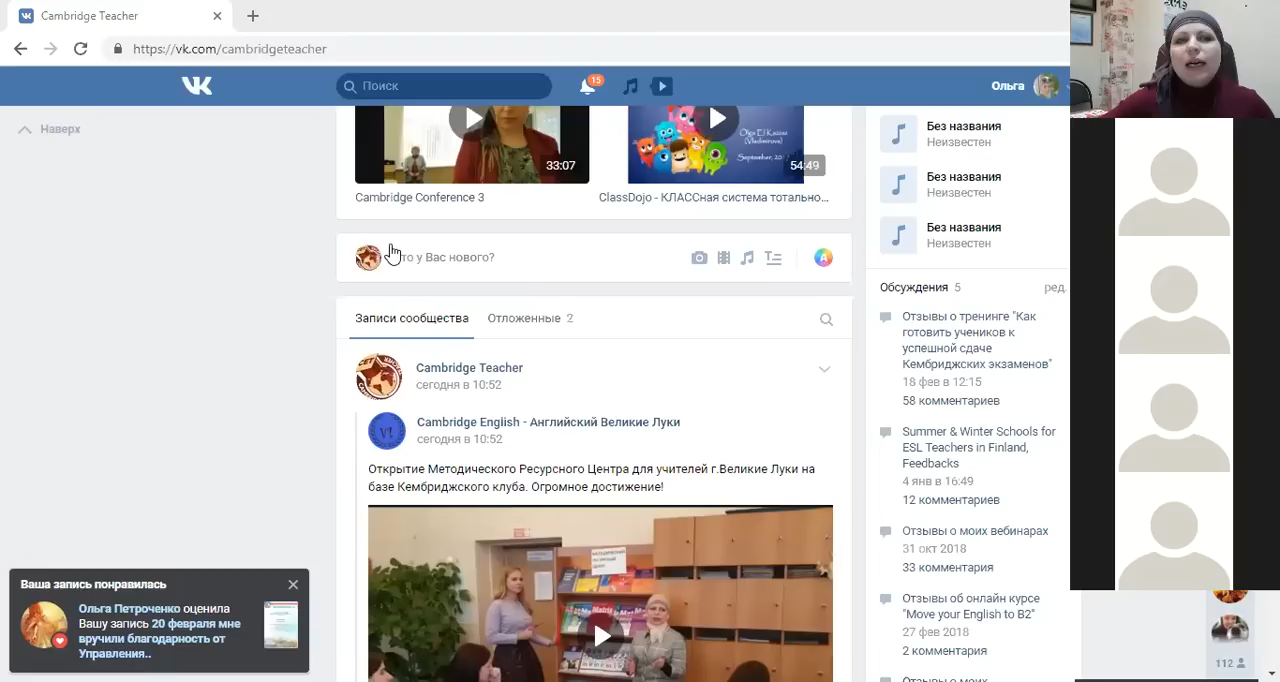 Cambridge Teacher
https://vk.com/cambridgeteacher
Поиск
15
Ольга
Наверх
33:07
Olga El Kazzaz
(Vladimirova)
54:49
Cambridge Conference 3
ClassDojo - КЛАССная система тотально...
то у Вас нового?
Записи сообщества
Отложенные 2
Cambridge Teacher
сегодня в 10:52
Cambridge English - Английский Великие Луки
сегодня в 10:52
Открытие Методического Ресурсного Центра для учителей г.Великие Луки на
базе Кембриджского клуба. Огромное достижение!
Без названия
Неизвестен
Без названия
Неизвестен
Без названия
Неизвестен
Обсуждения 5
ред.
Отзывы о тренинге "Как
готовить учеников к
успешной сдаче
Кембриджских экзаменов"
18 фев в 12:15
58 комментариев
Summer & Winter Schools for
ESL Teachers in Finland,
Feedbacks
4 янв в 16:49
12 комментариев
Отзывы о моих вебинарах
31 окт 2018
33 комментария
Отзывы об онлайн курсе
"Move your English to B2"
27 фев 2018
2 комментария
Отзывы о моих
Ваша запись понравилась
Ольга Петроченко оценила
Вашу запись 20 февраля мне
вручили благодарность от
Управления..
112